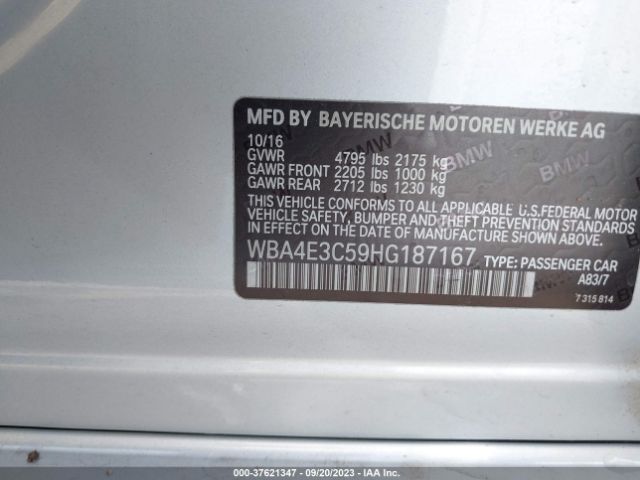 MFD BY BAYERISCHE MOTOREN WERKE AG
10/16
GVWR 4795 lbs 2175 kg
GAWR FRONT 2205 lbs 1000 kg
GAWR REAR 2712 lbs 1230 kg
THIS VEHICLE CONFORMS TO ALL APPLICABLE U.S.FEDERAL MOTOR
VEHICLE SAFETY, BUMPER AND THEFT PREVENTION STANDARDS
IN EFFECT ON THE DATE OF MANUFACTURE SHOWN ABOVE.
WBA4E3C59HG187167 TYPE: PASSENGER CAR
A83/7
7 315 814
BMW
BMW
000-37621347 - 09/20/2023 - IAA Inc.